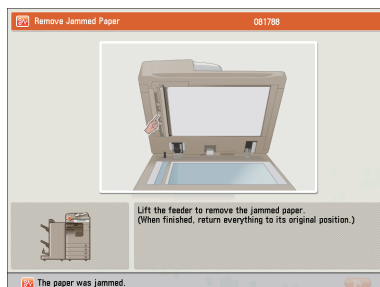 Remove Jammed Paper 081788
Lift the feeder to remove the jammed paper.
(When finished, return everything to its original position.)
The paper was jammed.